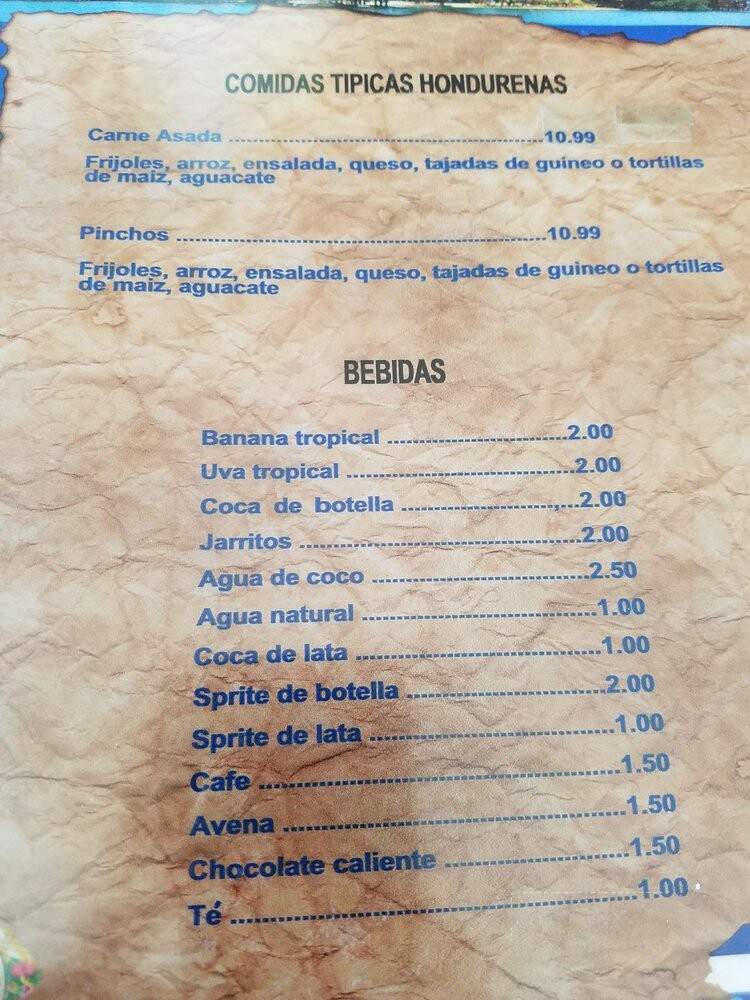 COMIDAS TIPICAS HONDURENAS
Carne Asada ........................................................10.99
Frijoles, arroz, ensalada, queso, tajadas de guineo o tortillas
de maiz, aguacate
Pinchos ...........................................................10.99
Frijoles, arroz, ensalada, queso, tajadas de guineo o tortillas
de maiz, aguacate
BEBIDAS
Banana tropical .............................2.00
Uva tropical ....................................2.00
Coca de botella .........................,...2.00
Jarritos .............................................2.00
Agua de coco ..................................2.50
Agua natural .....................................1.00
Coca de lata ......................................1.00
Sprite de botella ...............................2.00
Sprite de lata .....................................1.00
Cafe .....................................................1.50
Avena ..................................................1.50
Chocolate caliente ............................1.50
Té .........................................................1.00